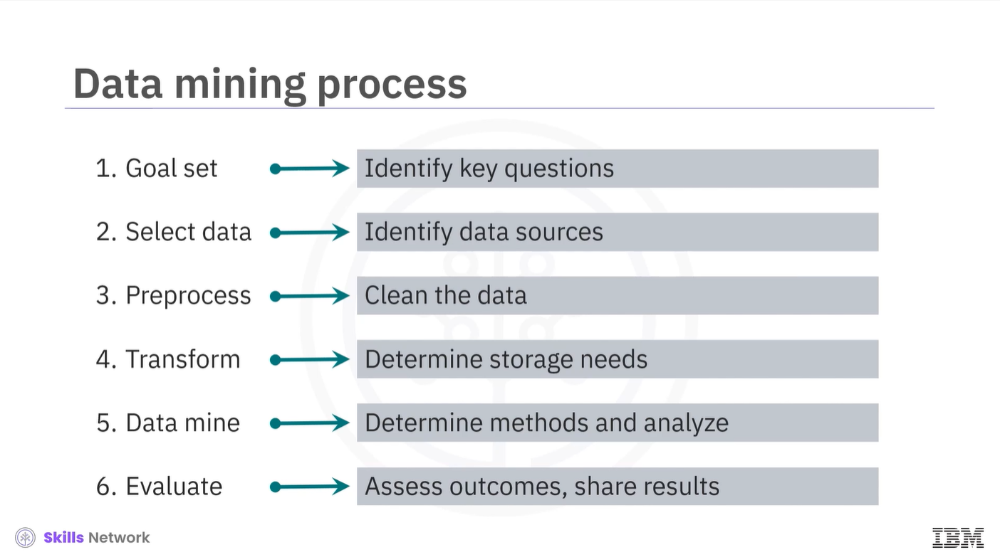 Data mining process
1. Goal set
Identify key questions
2. Select data
Identify data sources
3. Preprocess
Clean the data
4. Transform
Determine storage needs
5. Data mine
Determine methods and analyze
6. Evaluate
Assess outcomes, share results
Skills Network
IBM